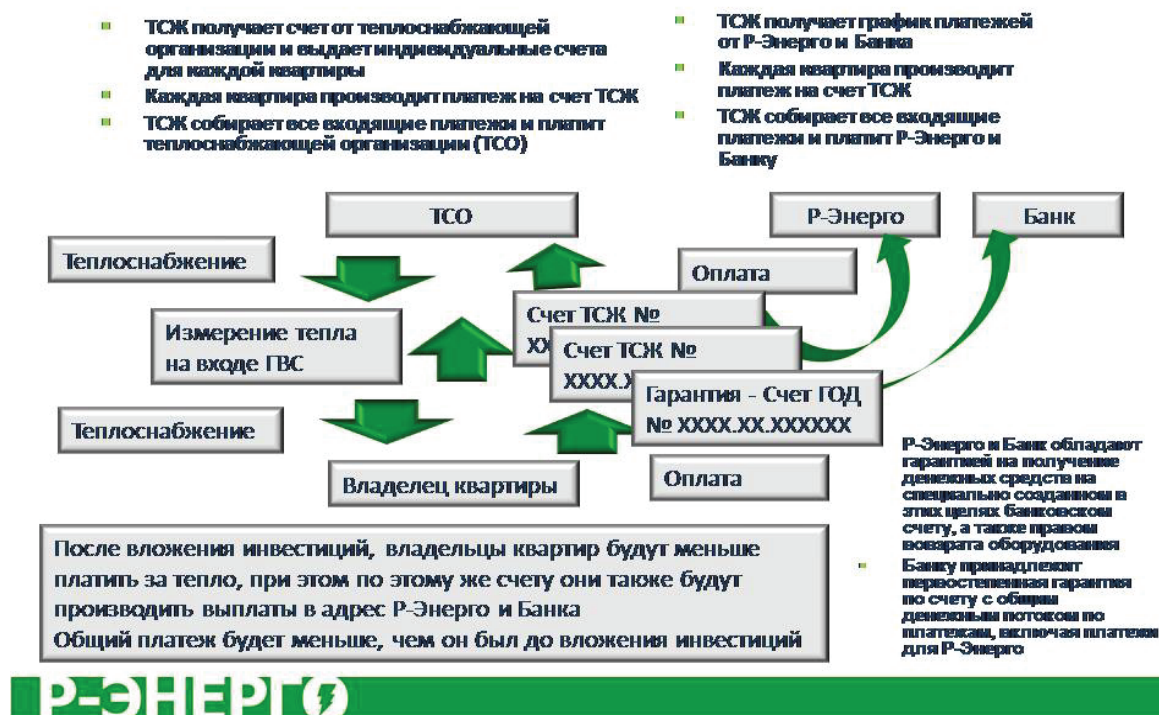 ТСЖ получает счет от теплоснабжающей
организации и выдает индивидуальные счета
для каждой квартиры
Каждая квартира производит платеж на счет ТСЖ
ТСЖ собирает все входящие платежи и платит
теплоснабжающей организации (ТСО)
ТСЖ получает график платежей
от Р-Энерго и Банка
Каждая квартира производит
платеж на счет ТСЖ
ТСЖ собирает все входящие
платежи и платит Р-Энерго и
Банку
ТСО
Р-Энерго
Банк
Теплоснабжение
Оплата
Измерение тепла
на входе ГВС
Счет ТСЖ №
XX
Счет ТСЖ №
XXXX.X
Гарантия - Счет ГОД
№ XXXX.XX.XXXXXX
Теплоснабжение
Владелец квартиры
Оплата
Р-Энерго и Банк обладают
гарантией на получение
денежных средств на
специально созданном в
этих целях банковском
счету, а также правом
возврата оборудования
Банку принадлежит
первостепенная гарантия
по счету с общим
денежным потоком по
платежам, включая платежи
для Р-Энерго
После вложения инвестиций, владельцы квартир будут меньше
платить за тепло, при этом по этому же счету они также будут
производить выплаты в адрес Р-Энерго и Банка
Общий платеж будет меньше, чем он был до вложения инвестиций
Р-ЭНЕРГО